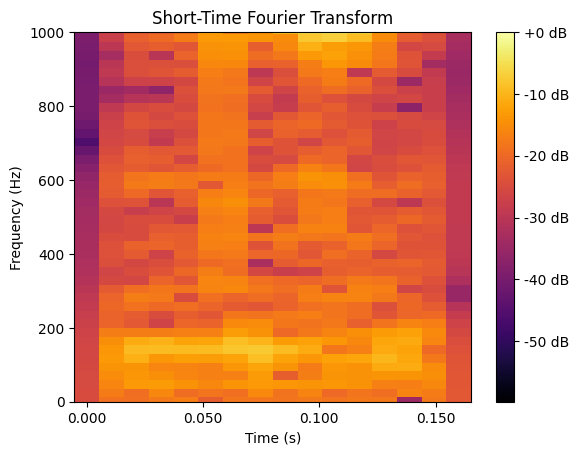 Short-Time Fourier Transform
1000
800
600
400
200
0
Frequency (Hz)
0.000
0.050
0.100
0.150
Time (s)
+0 dB
-10 dB
-20 dB
-30 dB
-40 dB
-50 dB